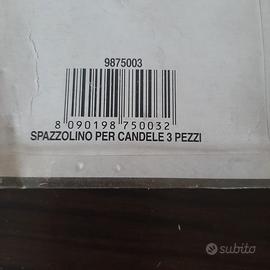 9875003
8 090198 750032
SPAZZOLINO PER CANDELE 3 PEZZI
subito